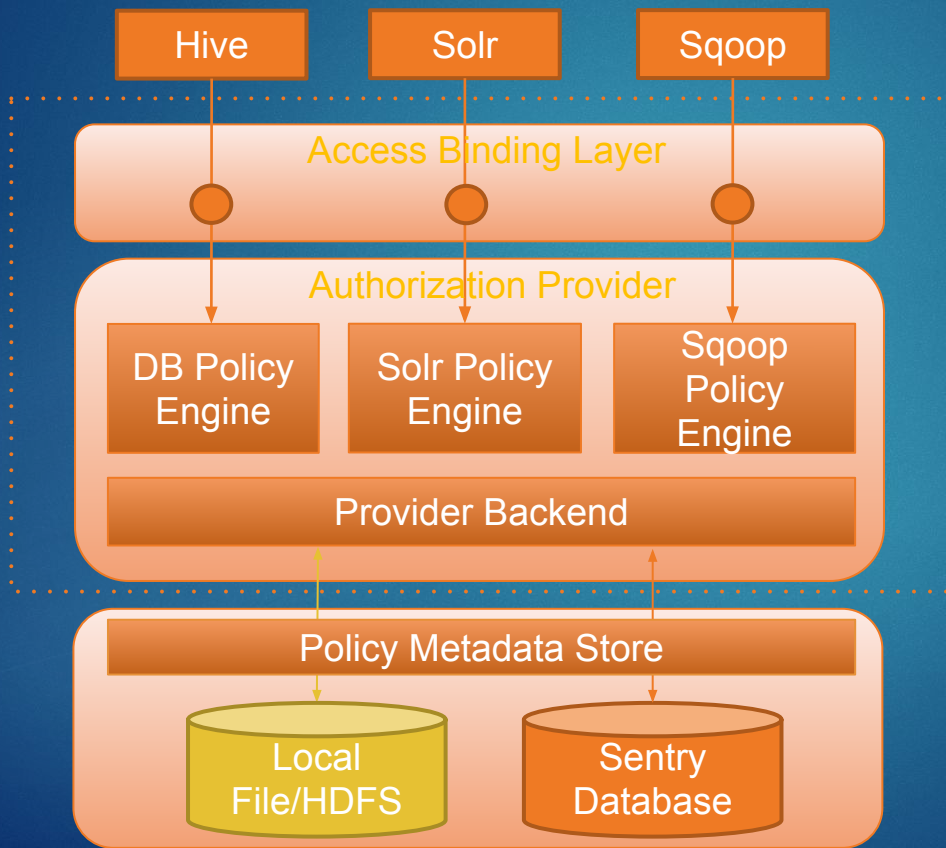 Hive
Solr
Sqoop
Access Binding Layer
Authorization Provider
DB Policy
Engine
Solr Policy
Engine
Sqoop
Policy
Engine
Provider Backend
Policy Metadata Store
Local
File/HDFS
Sentry
Database